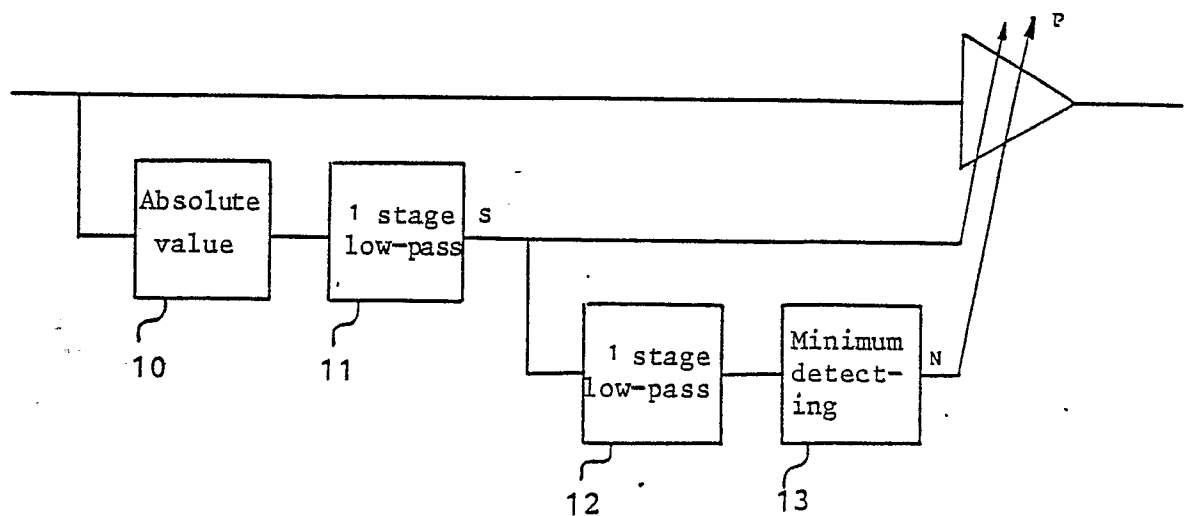 P
Absolute
value
1 stage
low-pass
S
10
11
1 stage
low-pass
Minimum
detect-
ing
N
12
13